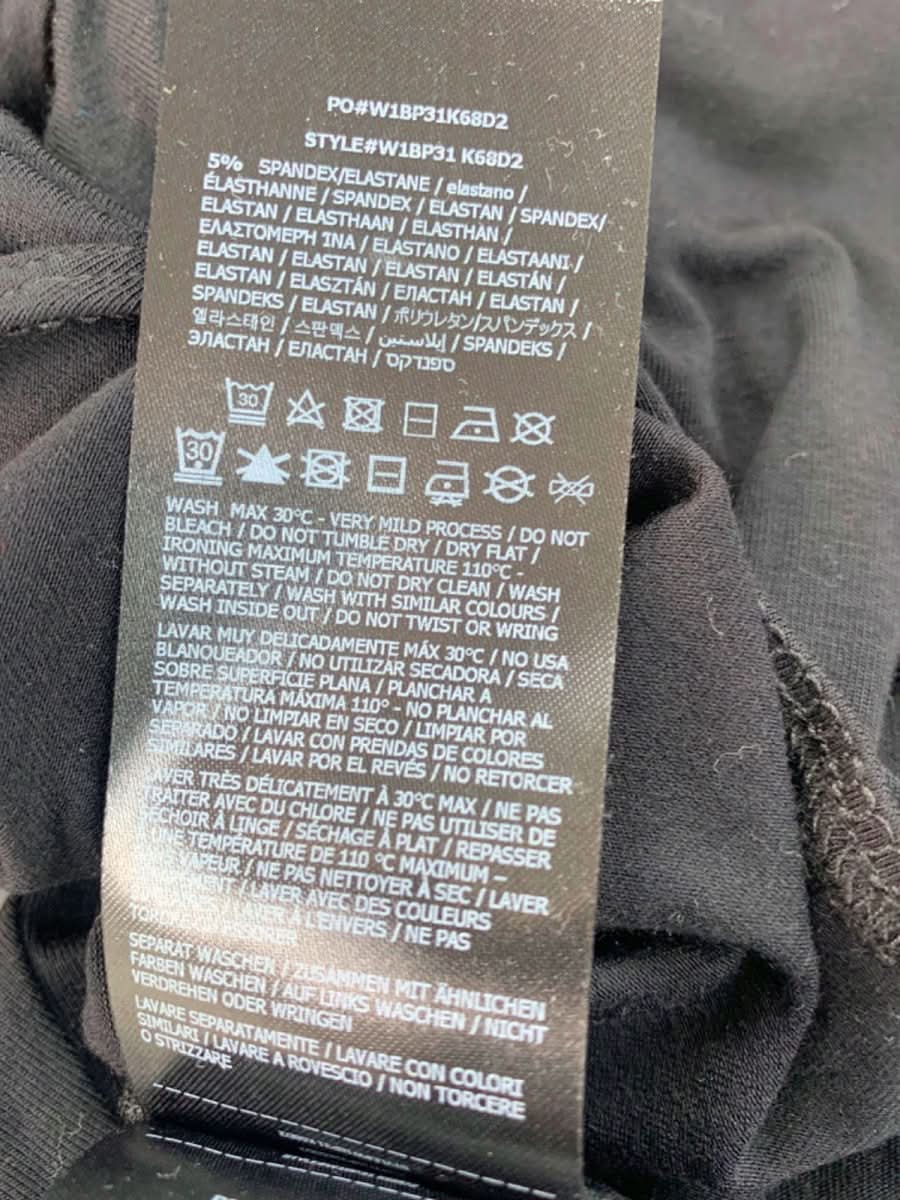 PO#W1BP31K68D2
STYLE#W1BP31 K68D2
5% SPANDEX/ELASTANE / elastano /
ÉLASTHANNE / SPANDEX / ELASTAN / SPANDEX/
ELASTAN / ELASTHAAN / ELASTHAN /
ΕΛΑΣΤΟΜΕΡΉ ΊΝΑ / ELASTANO / ELASTAANI /
ELASTAN / ELASTAN / ELASTAN / ELASTÁN /
ELASTAN / ELASZTÁN / ЕЛАСТАН / ELASTAN /
SPANDEKS / ELASTAN / ポリウレタン/スパンデックス /
엘라스테인 / 스판덱스 / إيلاستين / SPANDEKS /
ЭЛАСТАН / ЕЛАСТАН / ספנדקס
30
30
WASH MAX 30°C - VERY MILD PROCESS / DO NOT
BLEACH / DO NOT TUMBLE DRY / DRY FLAT /
IRONING MAXIMUM TEMPERATURE 110°C -
WITHOUT STEAM / DO NOT DRY CLEAN / WASH
SEPARATELY / WASH WITH SIMILAR COLOURS /
WASH INSIDE OUT / DO NOT TWIST OR WRING
LAVAR MUY DELICADAMENTE MÁX 30°C / NO USA
BLANQUEADOR / NO UTILIZAR SECADORA / SECA
SOBRE SUPERFICIE PLANA / PLANCHAR A
TEMPERATURA MÁXIMA 110° - NO PLANCHAR AL
VAPOR / NO LIMPIAR EN SECO / LIMPIAR POR
SEPARADO / LAVAR CON PRENDAS DE COLORES
SIMILARES / LAVAR POR EL REVÉS / NO RETORCER
LAVER TRÈS DÉLICATEMENT À 30°C MAX / NE PAS
TRAITER AVEC DU CHLORE / NE PAS UTILISER DE
SÉCHOIR À LINGE / SÉCHAGE À PLAT / REPASSER
À UNE TEMPÉRATURE DE 110 °C MAXIMUM –
VAPEUR / NE PAS NETTOYER À SEC / LAVER
LAVER AVEC DES COULEURS
LAVER À L'ENVERS / NE PAS
SEPARAT WASCHEN / ZUSAMMEN MIT ÄHNLICHEN
FARBEN WASCHEN / AUF LINKS WASCHEN / NICHT
VERDREHEN ODER WRINGEN
LAVARE SEPARATAMENTE / LAVARE CON COLORI
SIMILARI / LAVARE A ROVESCIO / NON TORCERE
O STRIZZARE